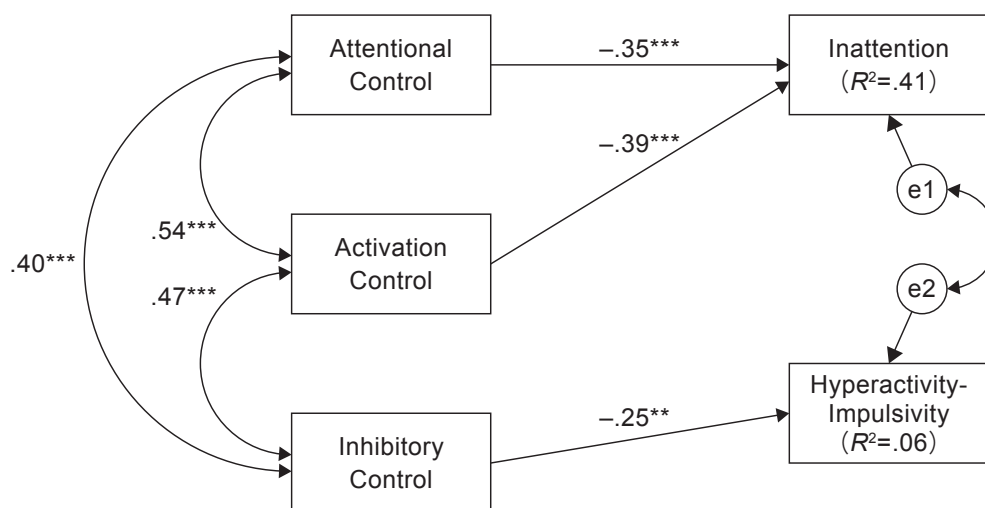 Attentional
Control
–.35***
Inattention
（R²=.41）
–.39***
e1
.54***
.40***
Activation
Control
.47***
e2
Hyperactivity-
Impulsivity
（R²=.06）
–.25**
Inhibitory
Control